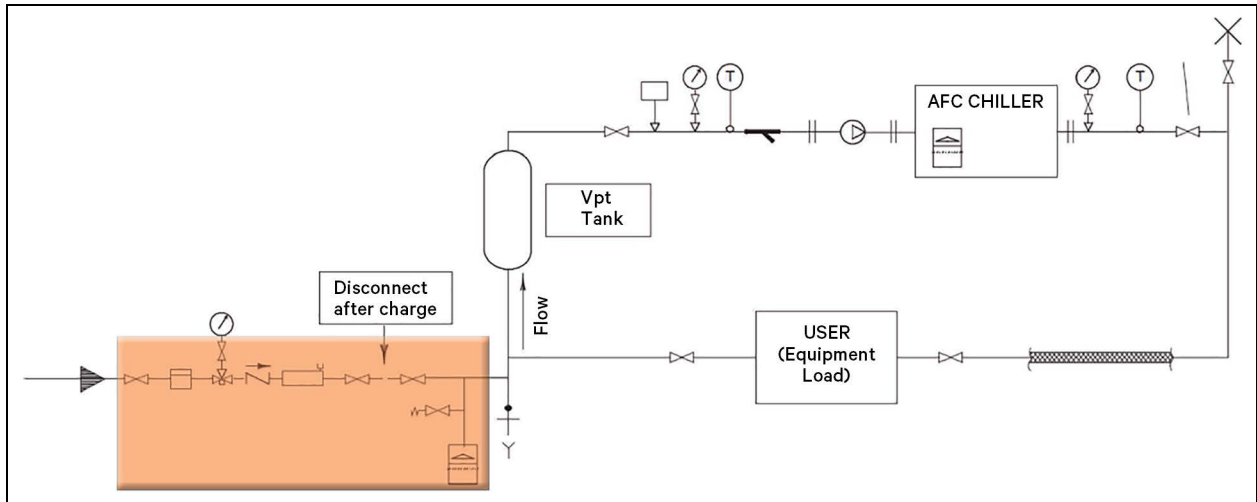 T
T
AFC CHILLER
Vpt
Tank
Disconnect
after charge
Flow
USER
(Equipment
Load)